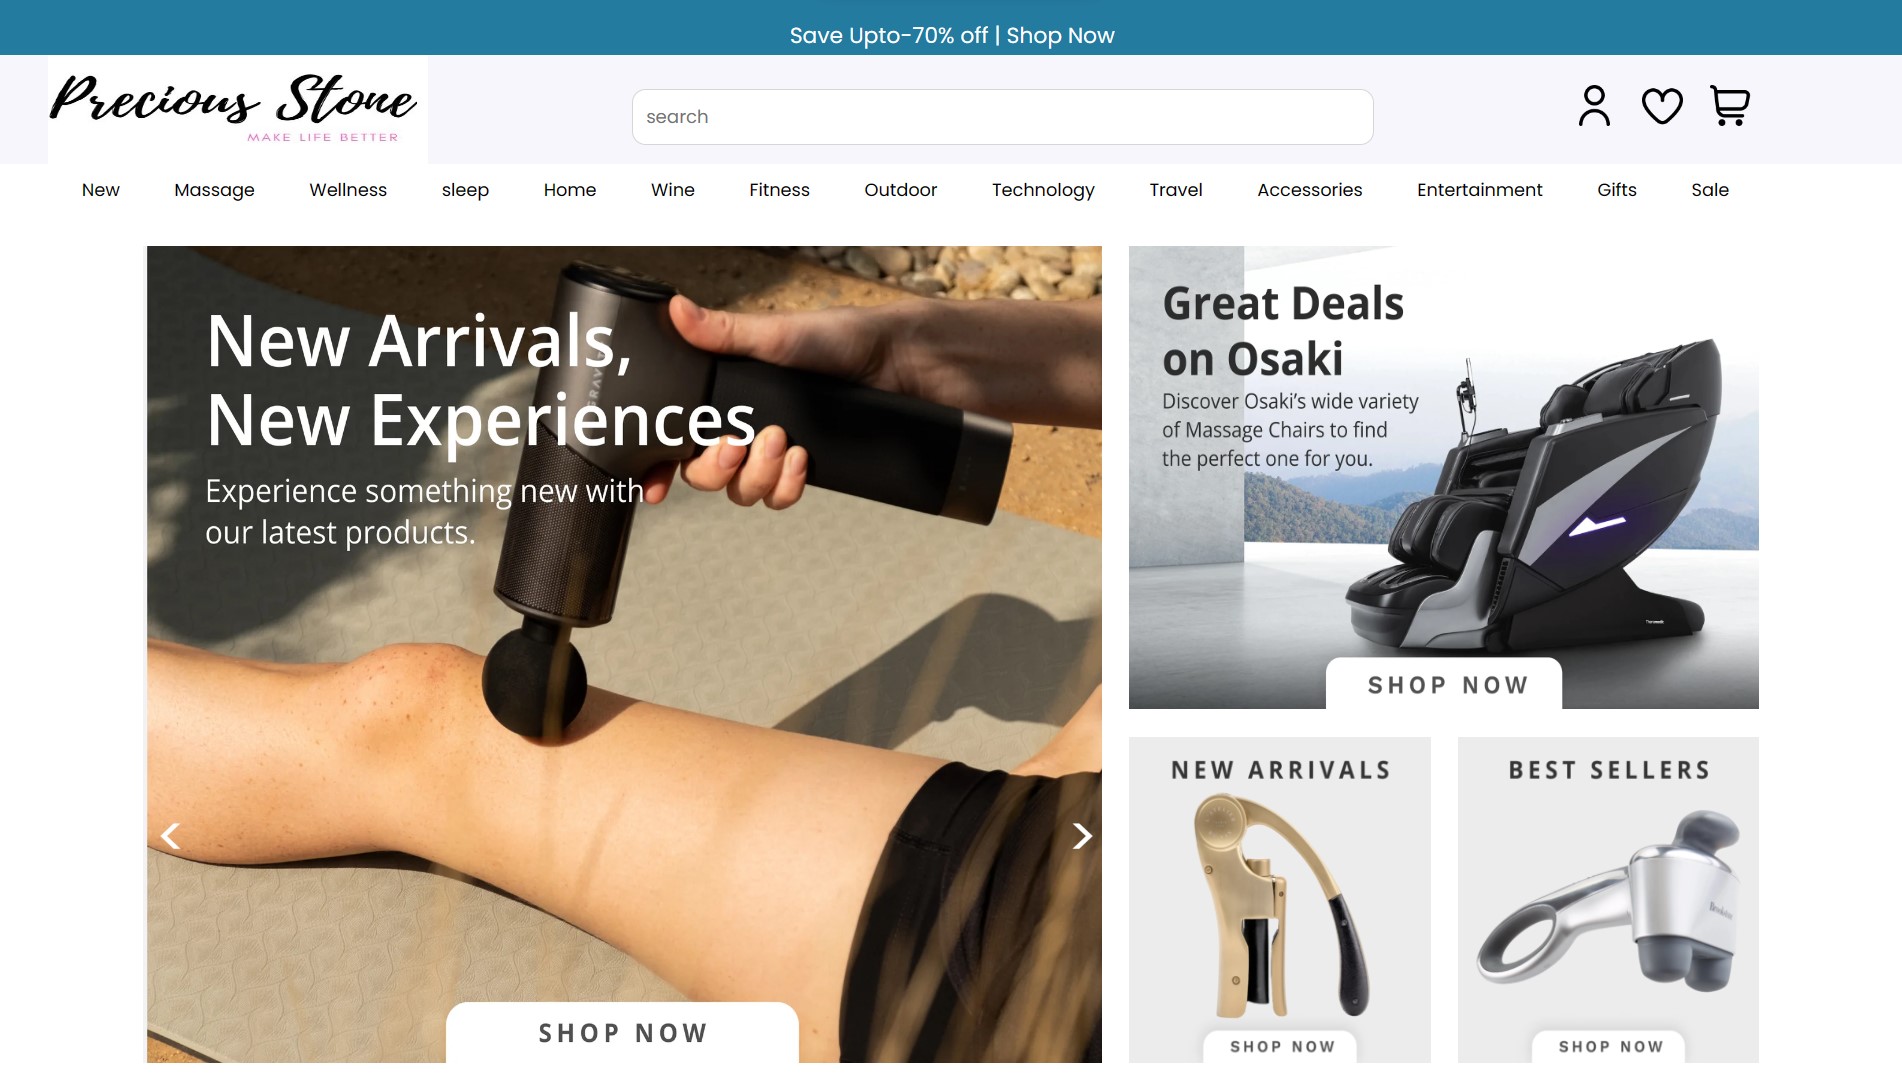 Save Upto-70% off | Shop Now
Precious Stone
MAKE LIFE BETTER
search
New Massage Wellness sleep Home Wine Fitness Outdoor Technology Travel Accessories Entertainment Gifts Sale
New Arrivals,
New Experiences
Experience something new with
our latest products.
SHOP NOW
Great Deals
on Osaki
Discover Osaki’s wide variety
of Massage Chairs to find
the perfect one for you.
SHOP NOW
NEW ARRIVALS
SHOP NOW
BEST SELLERS
SHOP NOW